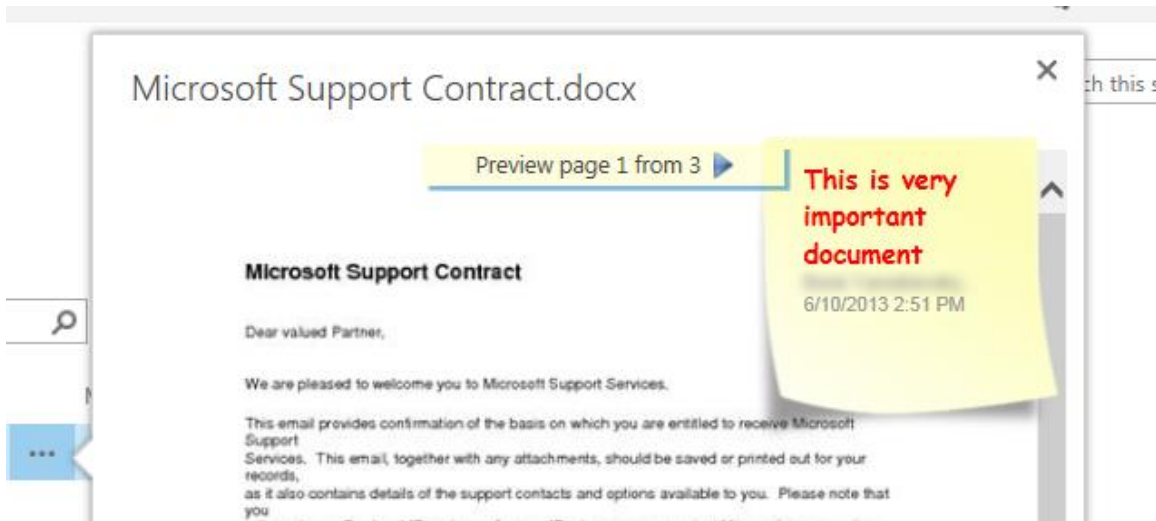 Microsoft Support Contract.docx
ch this s
Preview page 1 from 3
This is very
important
document
6/10/2013 2:51 PM
Microsoft Support Contract
Dear valued Partner,
We are pleased to welcome you to Microsoft Support Services.
This email provides confirmation of the basis on which you are entitled to receive Microsoft
Support
Services. This email, together with any attachments, should be saved or printed out for your
records,
as it also contains details of the support contacts and options available to you. Please note that
you